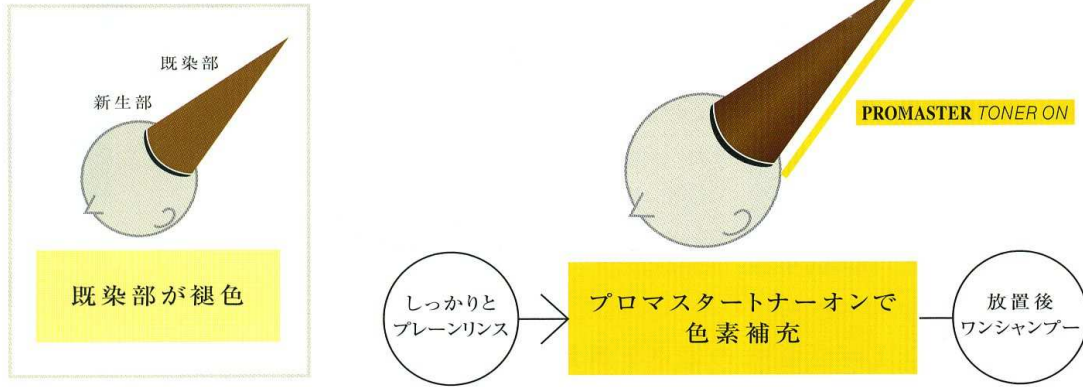 既染部
新生部
既染部が褪色
PROMASTER TONER ON
しっかりと
プレーンリンス
プロマスタートナーオンで
色素補充
放置後
ワンシャンプー